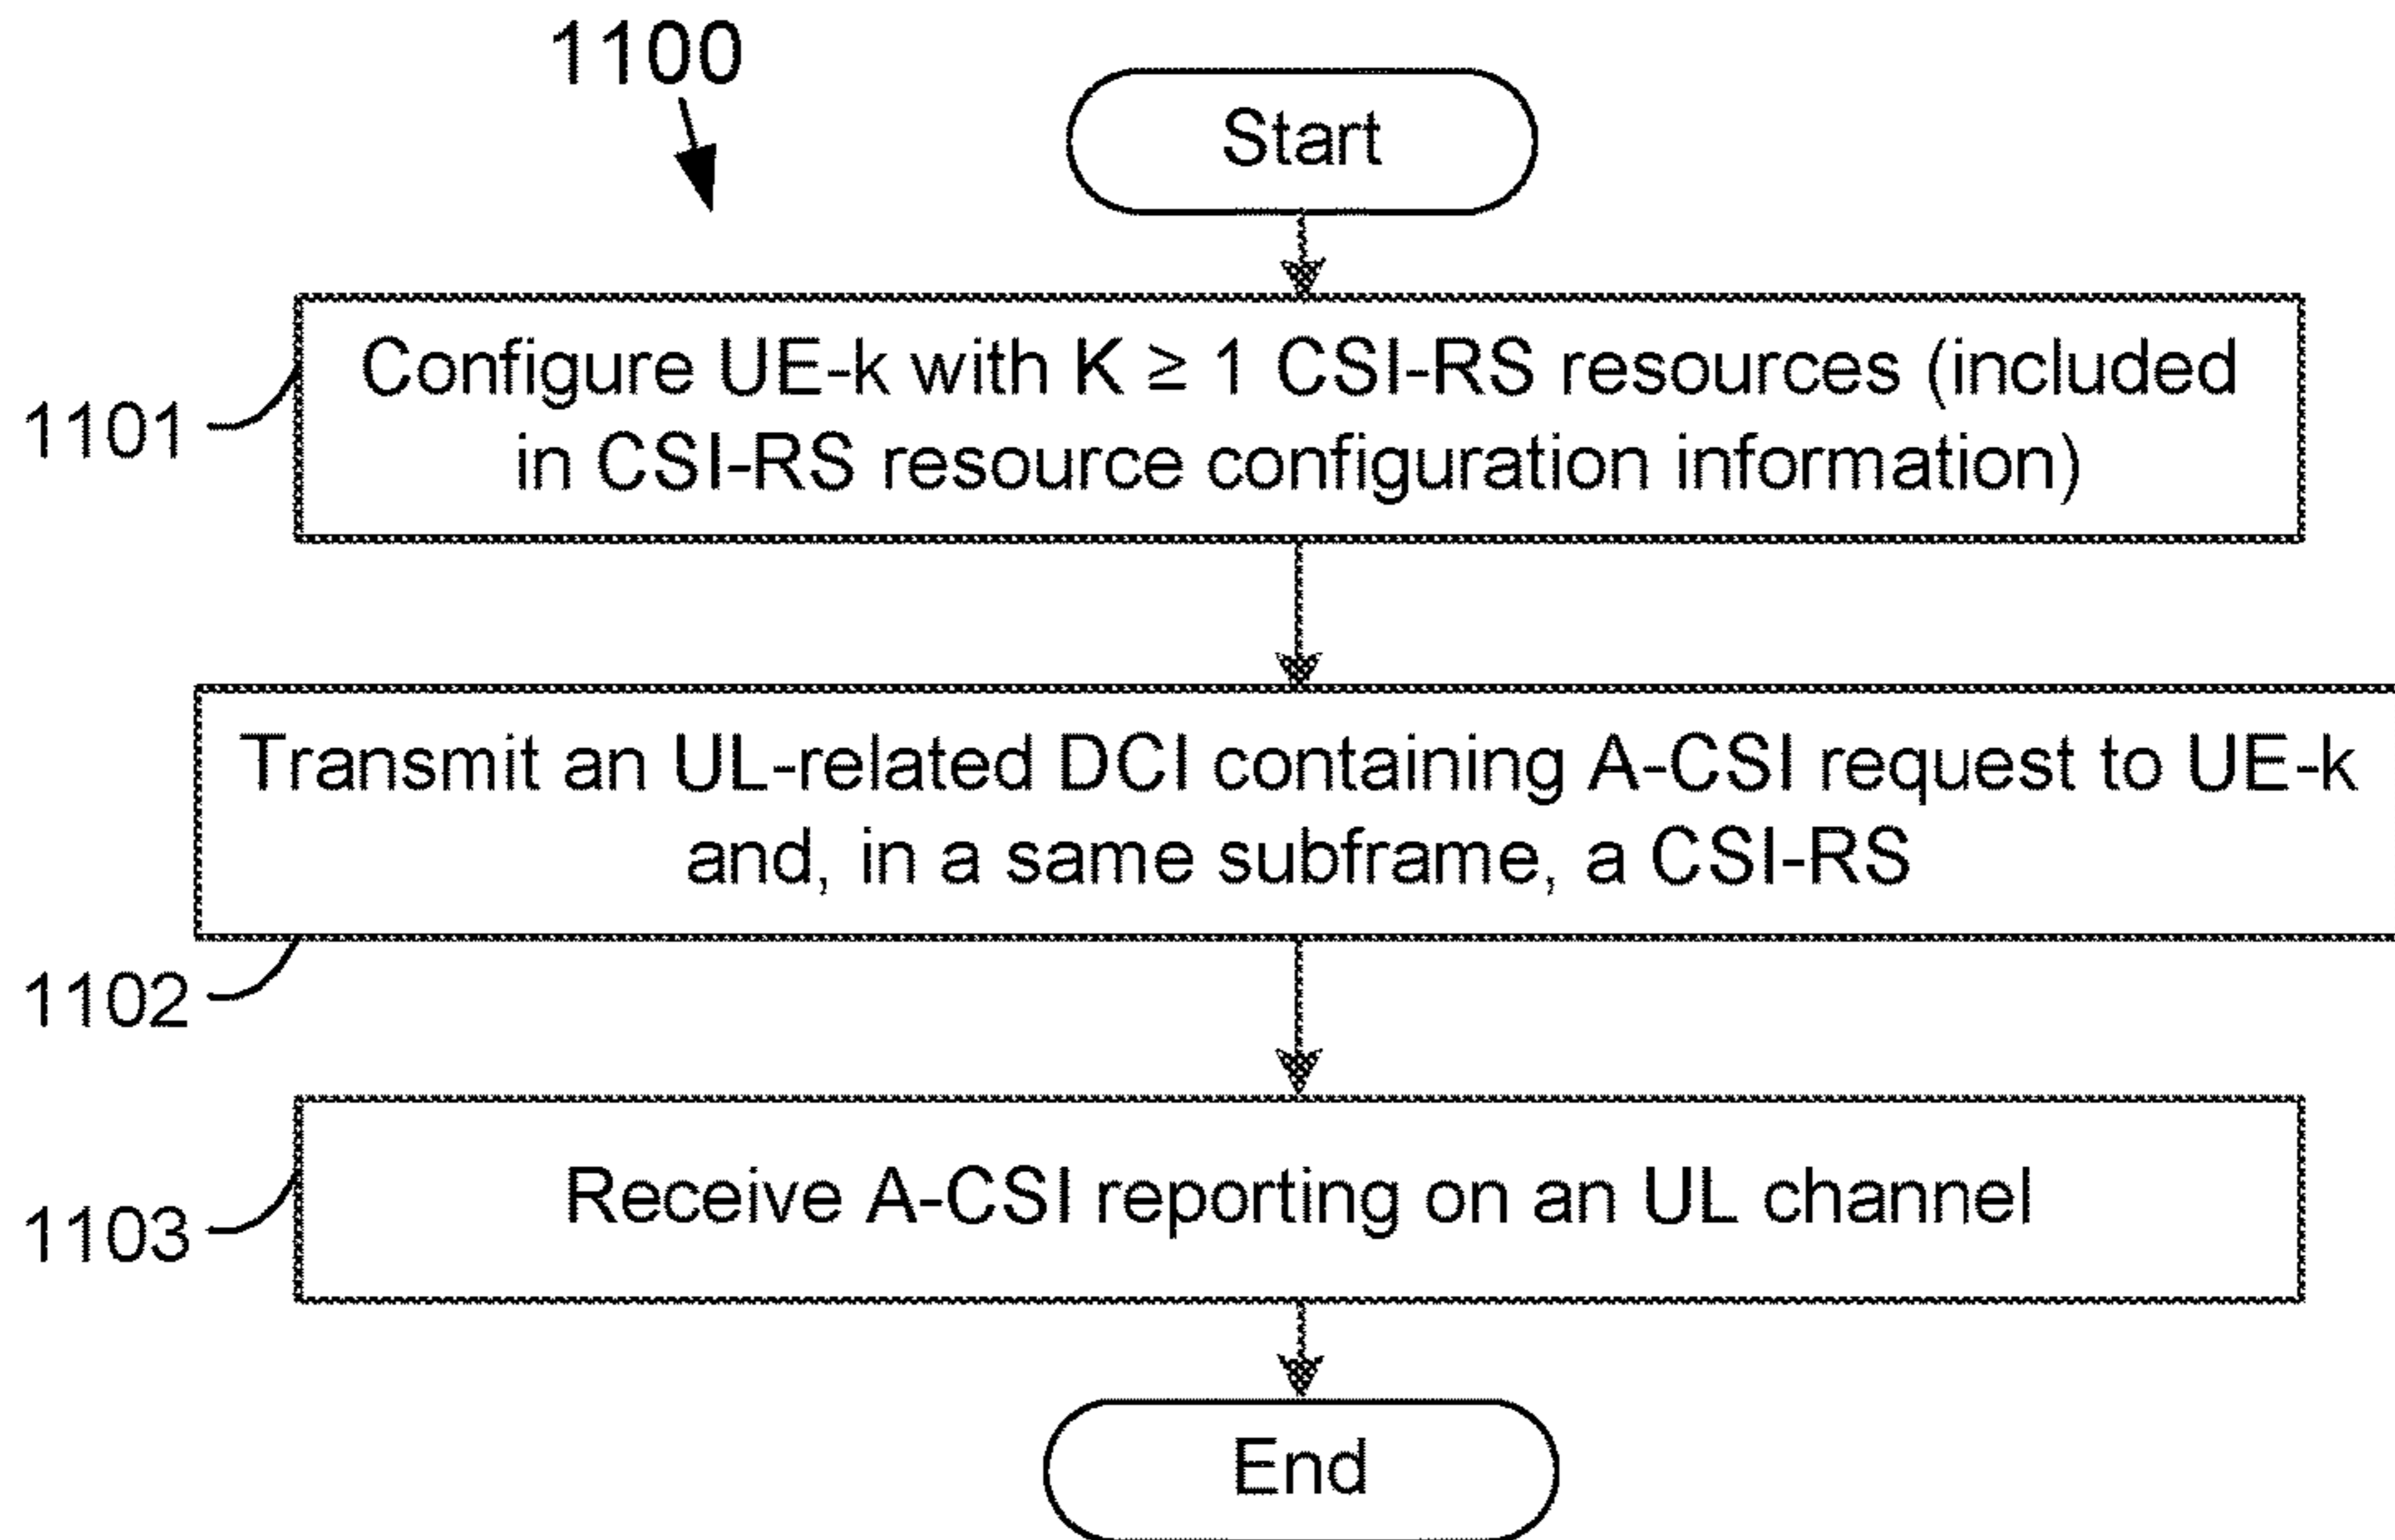 1100
Start
1101
Configure UE-k with K ≥ 1 CSI-RS resources (included
in CSI-RS resource configuration information)
Transmit an UL-related DCI containing A-CSI request to UE-k
and, in a same subframe, a CSI-RS
1102
Receive A-CSI reporting on an UL channel
1103
End